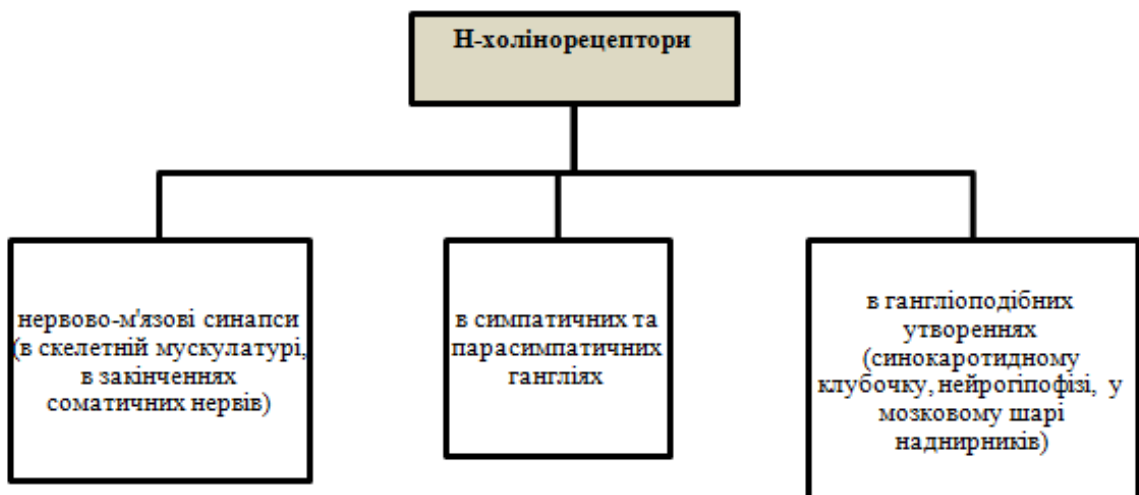 Н-холінорецептори
нервово-м'язові синапси
(в скелетній мускулатурі,
в закінченнях
соматичних нервів)
в симпатичних та
парасимпатичних
гангліях
в гангліоподібних
утвореннях
(синокаротидному
клубочку, нейрогіпофізі, у
мозковому шарі
наднирників)